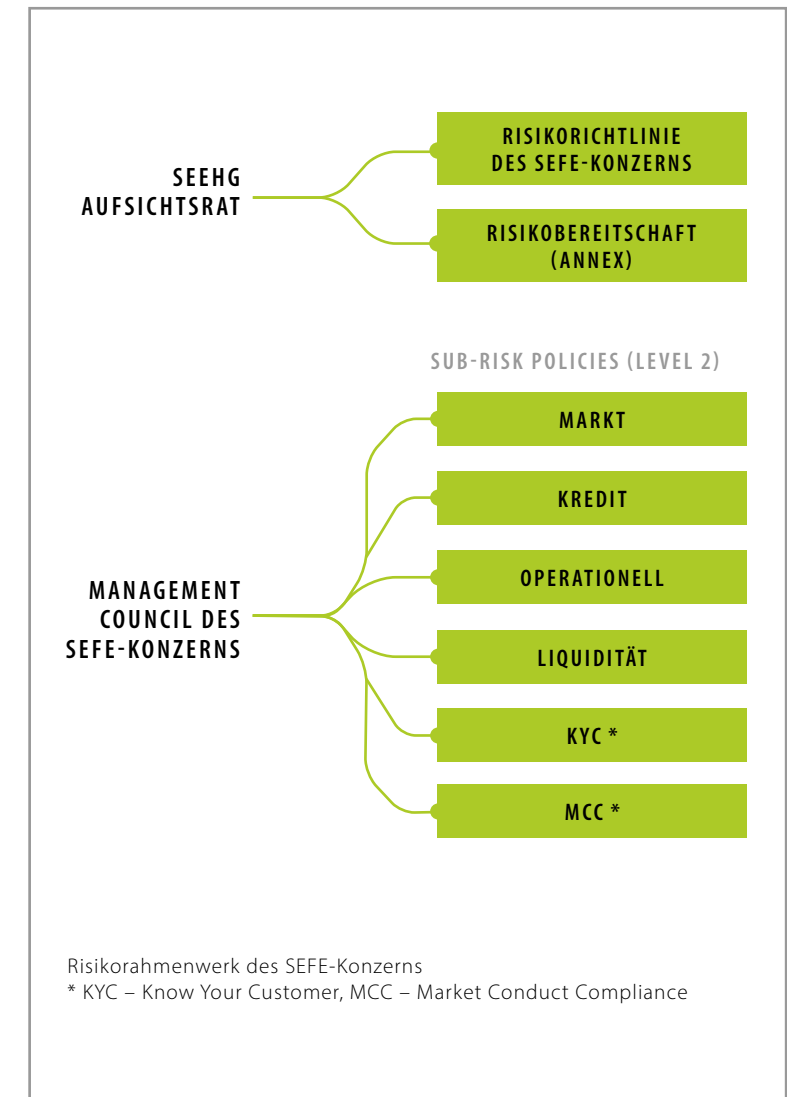 SEEHG
AUFSICHTSRAT
RISIKORICHTLINIE
DES SEFE-KONZERNS
RISIKOBEREITSCHAFT
(ANNEX)
SUB-RISK POLICIES (LEVEL 2)
MANAGEMENT
COUNCIL DES
SEFE-KONZERNS
MARKT
KREDIT
OPERATIONELL
LIQUIDITÄT
KYC *
MCC *
Risikorahmenwerk des SEFE-Konzerns
* KYC – Know Your Customer, MCC – Market Conduct Compliance